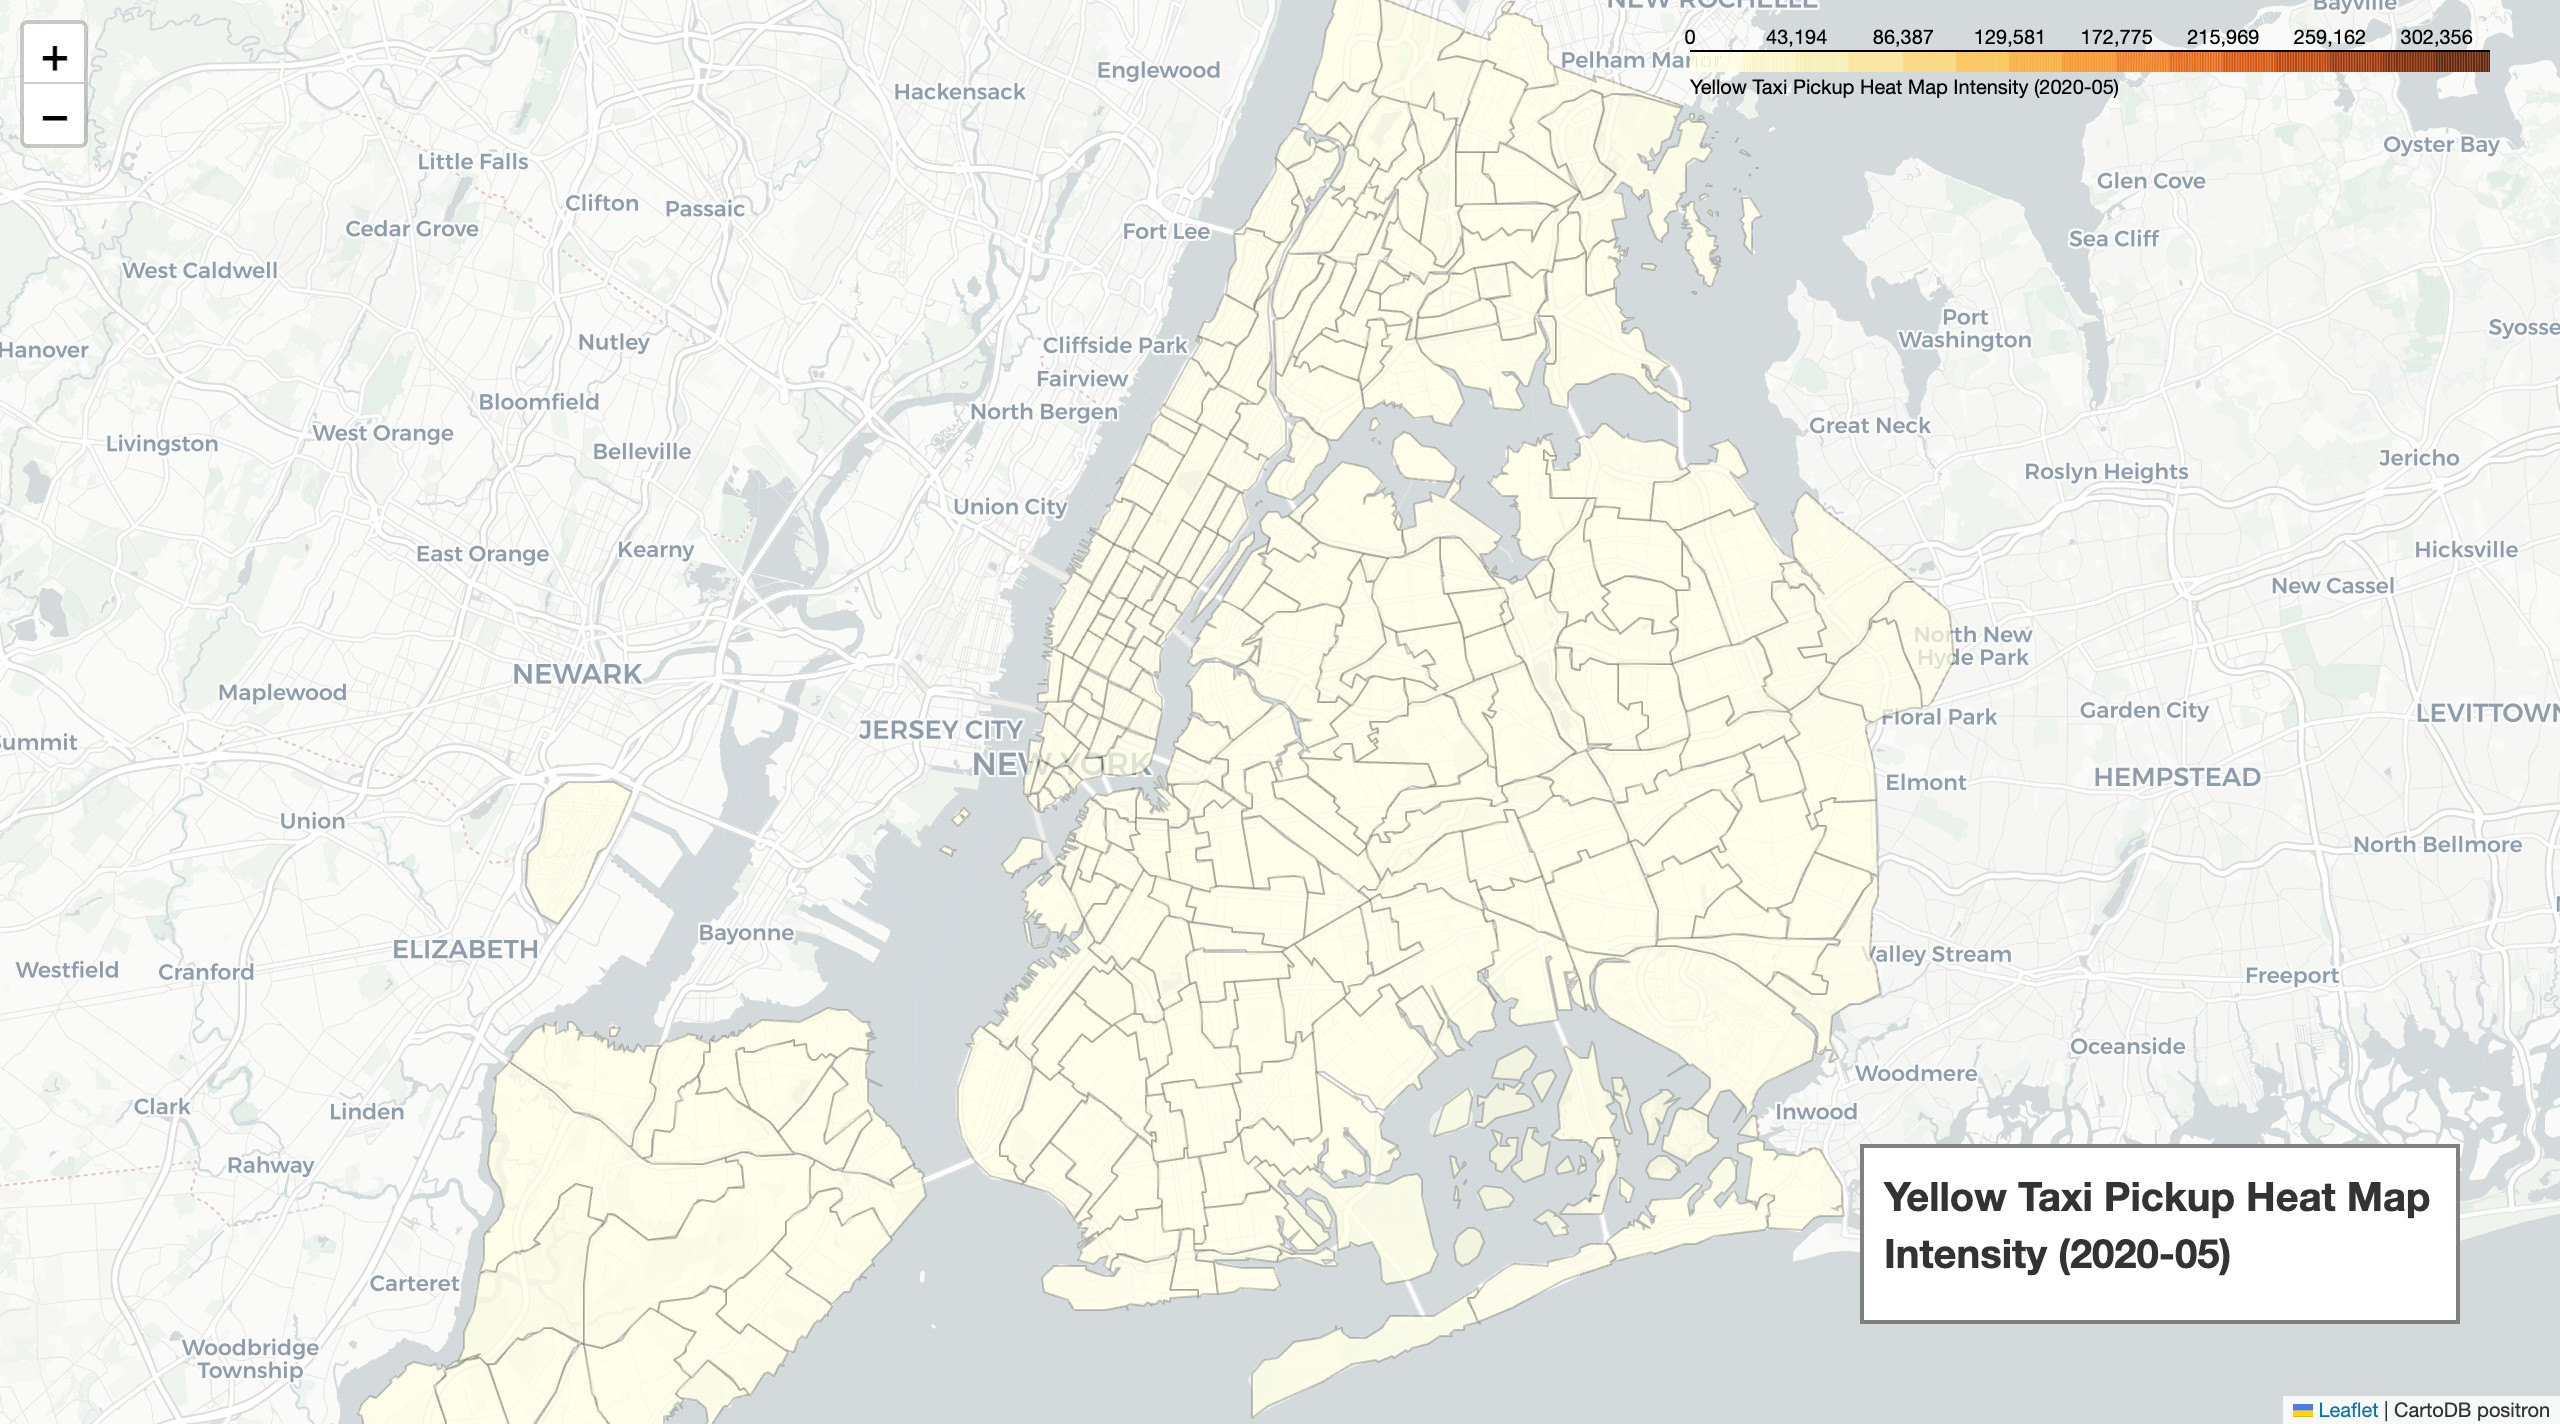 NEW ROCHELLE
Bayville
+
−
0 43,194 86,387 129,581 172,775 215,969 259,162 302,356
Pelham Manor
Yellow Taxi Pickup Heat Map Intensity (2020-05)
Englewood
Hackensack
Oyster Bay
Little Falls
Glen Cove
Clifton
Passaic
Cedar Grove
Fort Lee
Sea Cliff
West Caldwell
Port
Washington
Syosse
Hanover
Nutley
Cliffside Park
Fairview
Bloomfield
North Bergen
Great Neck
Livingston
West Orange
Belleville
Jericho
Roslyn Heights
Union City
East Orange
Kearny
Hicksville
New Cassel
North New
Hyde Park
NEWARK
Maplewood
Garden City
LEVITTOWN
Floral Park
JERSEY CITY
Summit
NEW YORK
HEMPSTEAD
Elmont
Union
North Bellmore
Bayonne
ELIZABETH
Valley Stream
Westfield
Cranford
Freeport
Oceanside
Woodmere
Clark
Linden
Inwood
Rahway
Yellow Taxi Pickup Heat Map
Intensity (2020-05)
Carteret
Woodbridge
Township
Leaflet | CartoDB positron